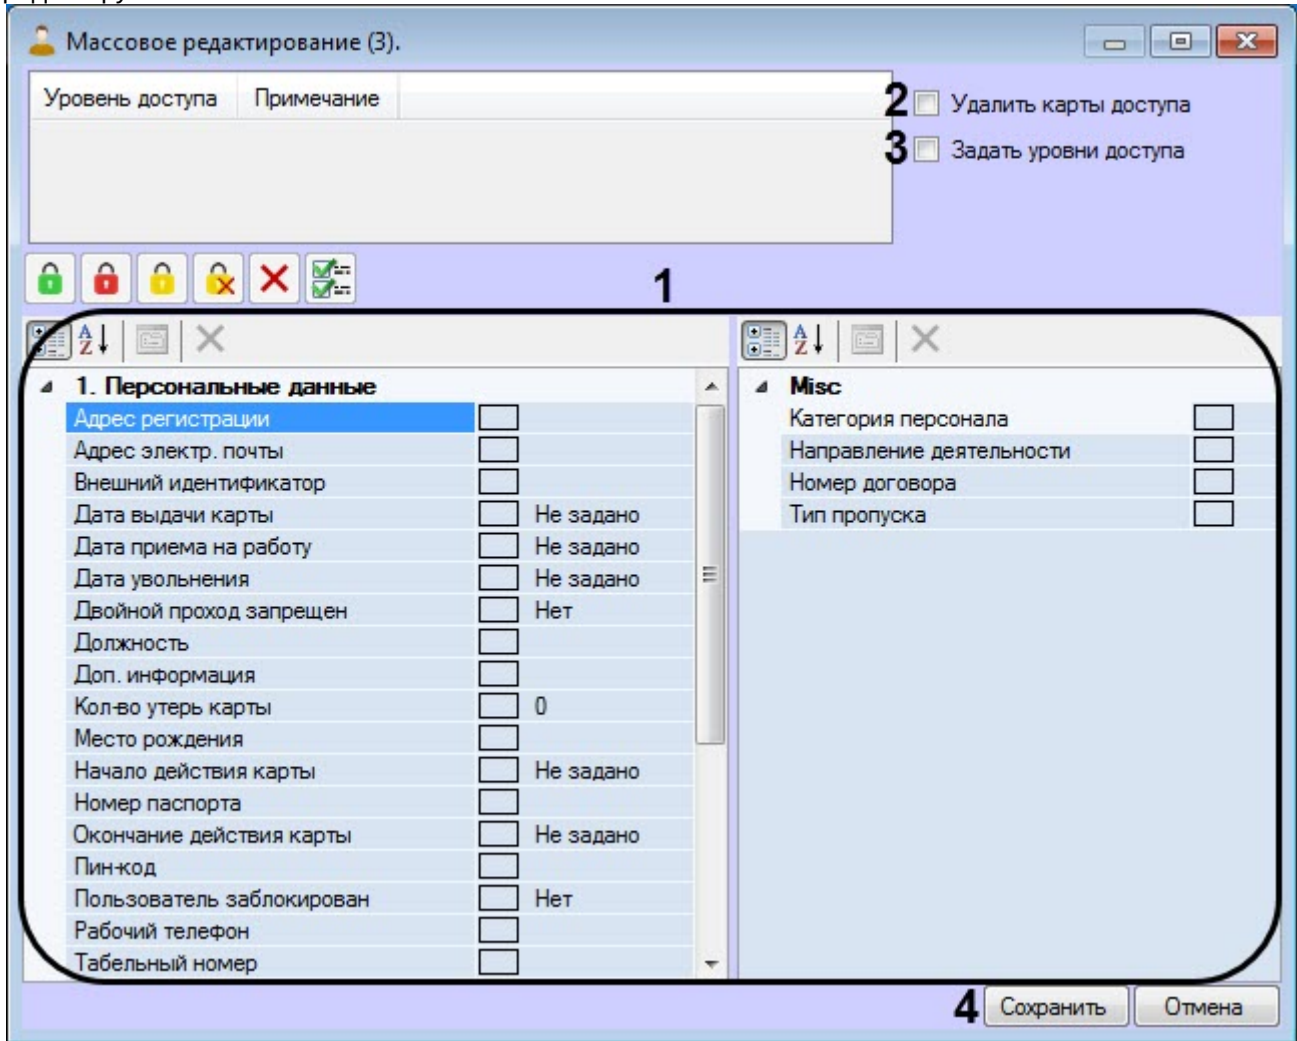 Массовое редактирование (3).
Уровень доступа Примечание
2 Удалить карты доступа
3 Задать уровни доступа
1
1. Персональные данные
Адрес регистрации
Адрес электр. почты
Внешний идентификатор
Дата выдачи карты Не задано
Дата приема на работу Не задано
Дата увольнения Не задано
Двойной проход запрещен Нет
Должность
Доп. информация
Кол-во утерь карты 0
Место рождения
Начало действия карты Не задано
Номер паспорта
Окончание действия карты Не задано
Пин-код
Пользователь заблокирован Нет
Рабочий телефон
Табельный номер
Misc
Категория персонала
Направление деятельности
Номер договора
Тип пропуска
4 Сохранить Отмена